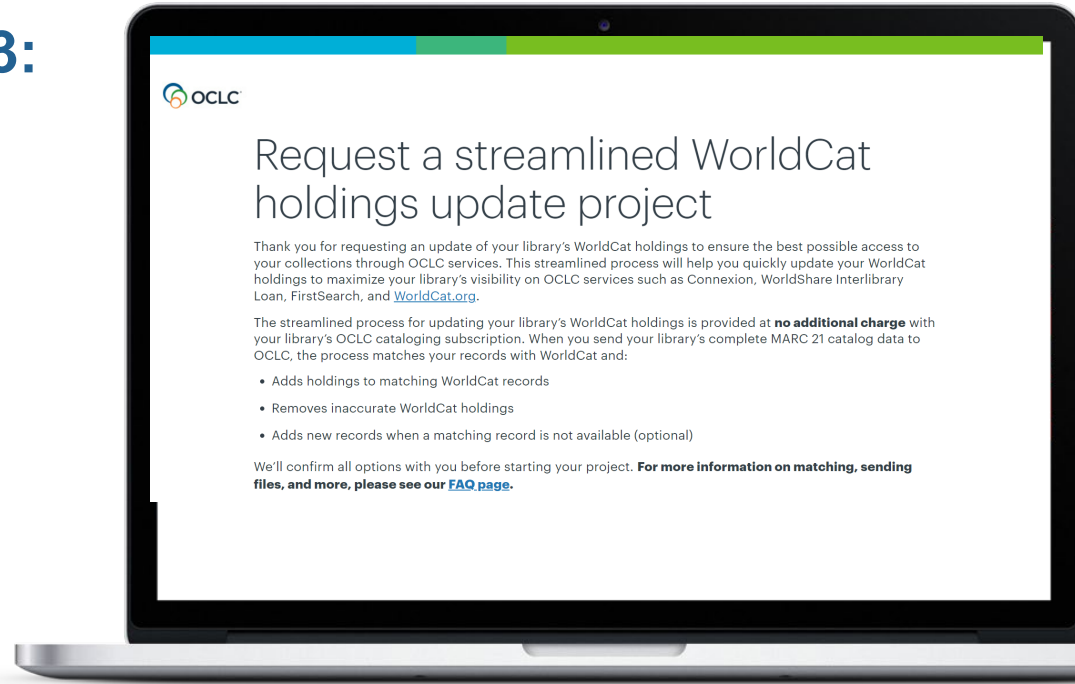 3:
OCLC
Request a streamlined WorldCat
holdings update project
Thank you for requesting an update of your library's WorldCat holdings to ensure the best possible access to
your collections through OCLC services. This streamlined process will help you quickly update your WorldCat
holdings to maximize your library's visibility on OCLC services such as Connexion, WorldShare Interlibrary
Loan, FirstSearch, and WorldCat.org.
The streamlined process for updating your library's WorldCat holdings is provided at no additional charge with
your library's OCLC cataloging subscription. When you send your library's complete MARC 21 catalog data to
OCLC, the process matches your records with WorldCat and:
• Adds holdings to matching WorldCat records
• Removes inaccurate WorldCat holdings
• Adds new records when a matching record is not available (optional)
We'll confirm all options with you before starting your project. For more information on matching, sending
files, and more, please see our FAQ page.